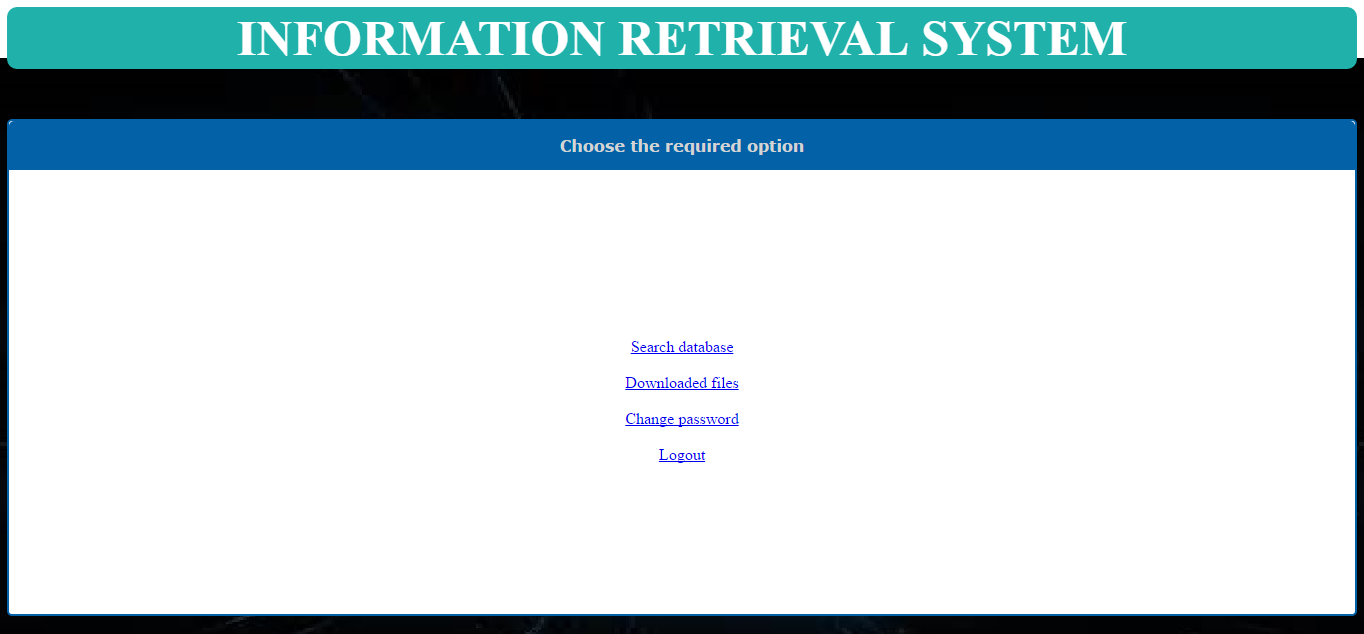 INFORMATION RETRIEVAL SYSTEM
Choose the required option
Search database
Downloaded files
Change password
Logout